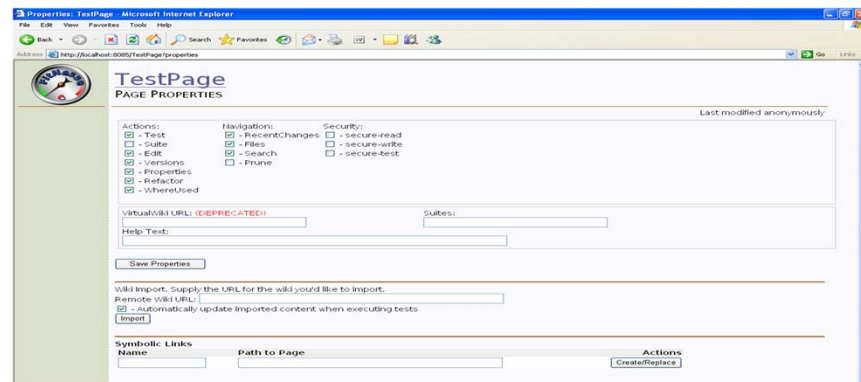 Properties: TestPage - Microsoft Internet Explorer
File Edit View Favorites Tools Help
Back Search Favorites
Address http://localhost:8085/TestPage?properties Go Links
FitNesse
TestPage
PAGE PROPERTIES
Last modified anonymously
Actions: Navigation: Security:
- Test - RecentChanges - secure-read
- Suite - Files - secure-write
- Edit - Search - secure-test
- Versions - Prune
- Properties
- Refactor
- WhereUsed
VirtualWiki URL: (DEPRECATED) Suites:
Help Text:
Save Properties
Wiki Import. Supply the URL for the wiki you'd like to import.
Remote Wiki URL:
- Automatically update imported content when executing tests
Import
Symbolic Links
Name Path to Page Actions
Create/Replace